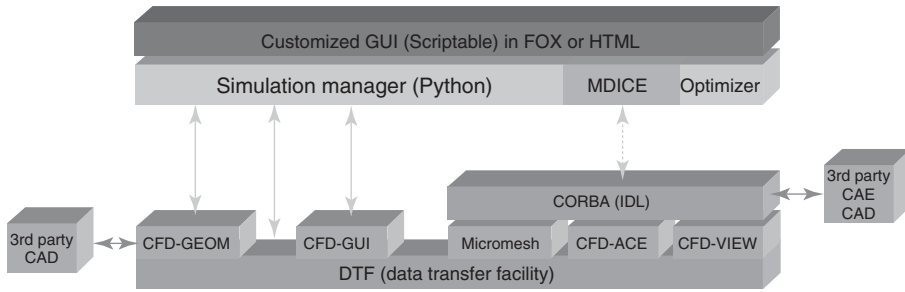 Customized GUI (Scriptable) in FOX or HTML
Simulation manager (Python)
MDICE
Optimizer
3rd party
CAE
CAD
CORBA (IDL)
3rd party
CAD
CFD-GEOM
CFD-GUI
Micromesh
CFD-ACE
CFD-VIEW
DTF (data transfer facility)